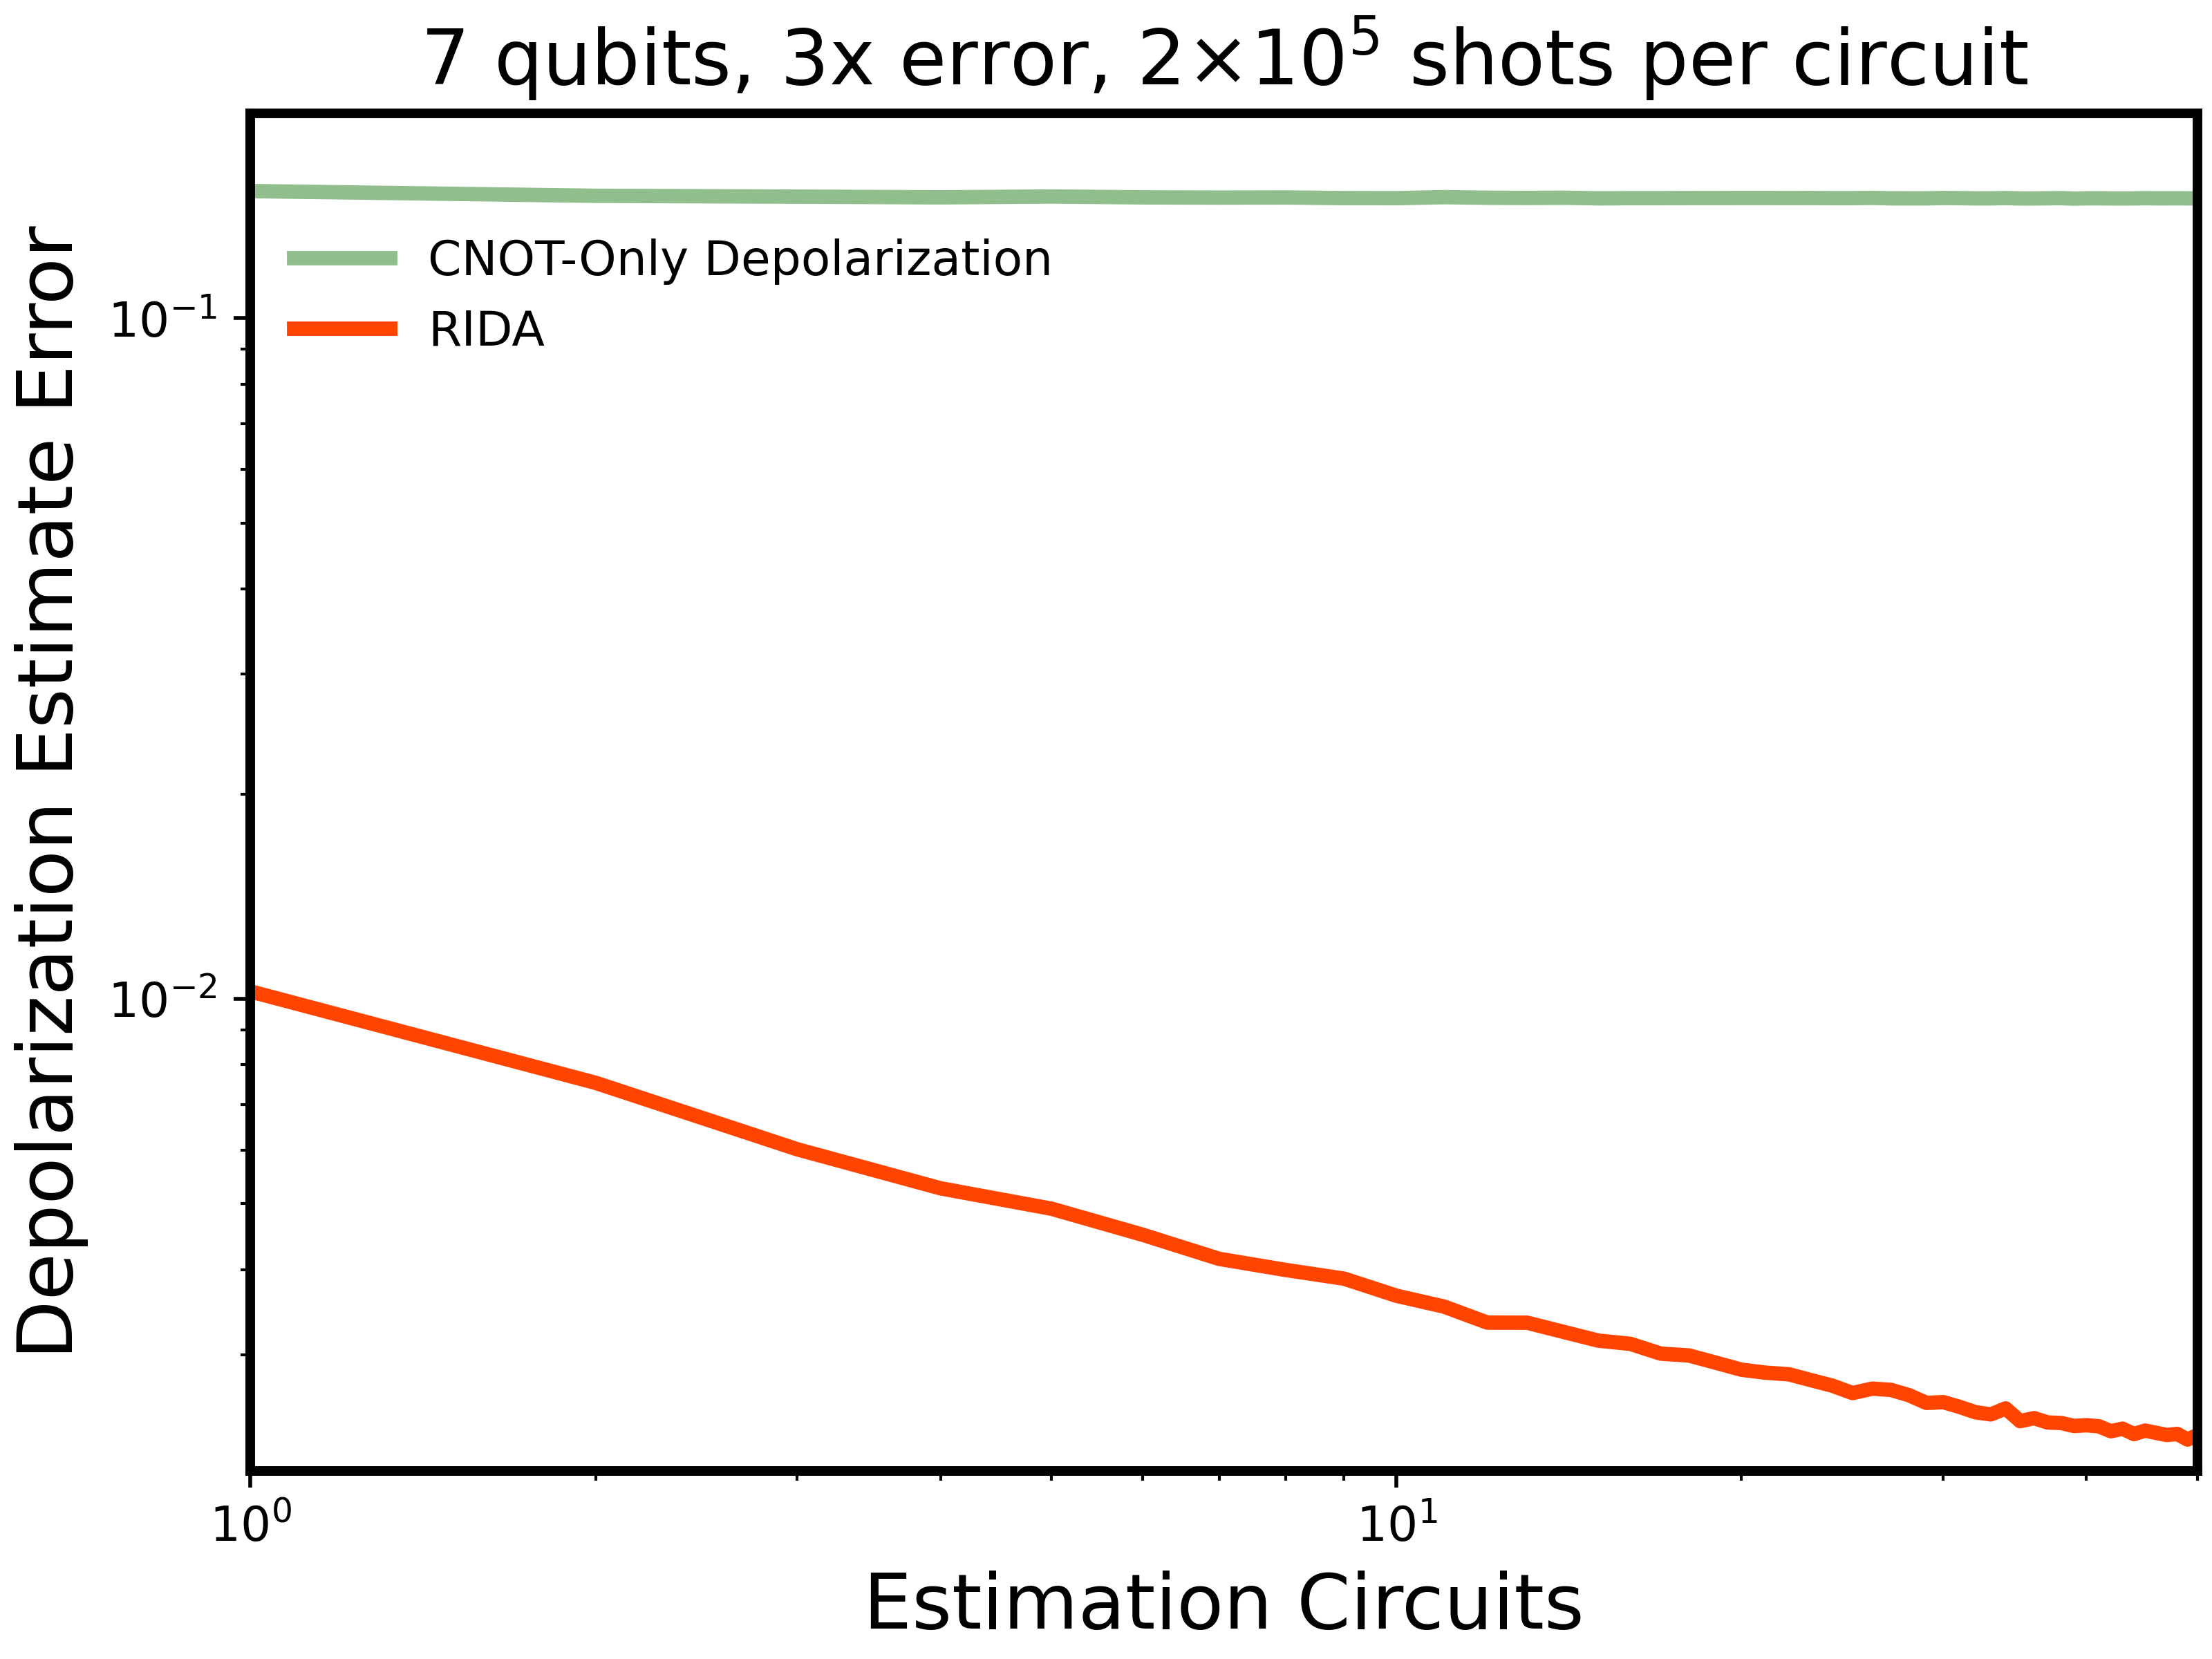 7 qubits, 3x error, 2×10⁵ shots per circuit
Depolarization Estimate Error
10⁻¹
10⁻²
CNOT-Only Depolarization
RIDA
10⁰
10¹
Estimation Circuits